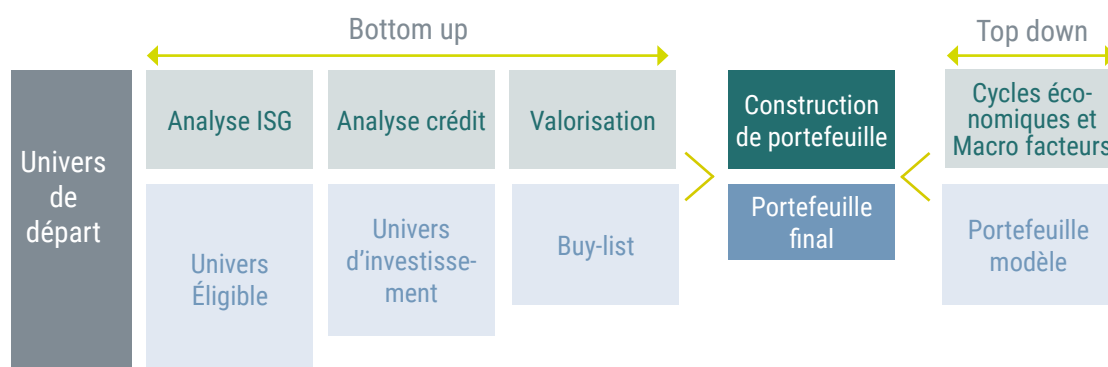 Bottom up
Top down
Univers
de
départ
Analyse ISG
Analyse crédit
Valorisation
Construction
de portefeuille
Cycles éco-
nomiques et
Macro facteurs
Univers
Éligible
Univers
d'investisse-
ment
Buy-list
Portefeuille
final
Portefeuille
modèle